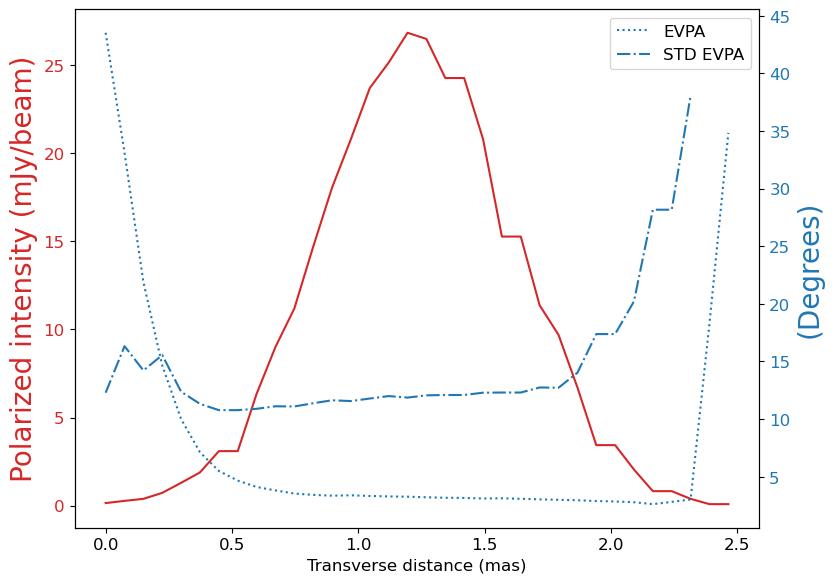 EVPA
STD EVPA
Polarized intensity (mJy/beam)
25
20
15
10
5
0
45
40
35
30
25
20
15
10
5
(Degrees)
0.0 0.5 1.0 1.5 2.0 2.5
Transverse distance (mas)